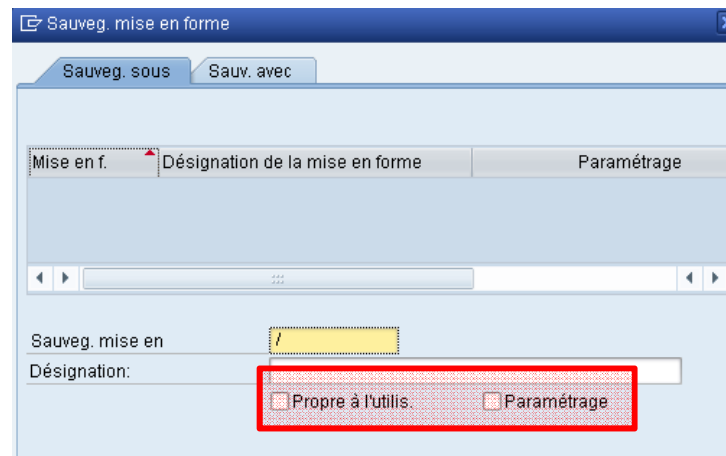 Sauveg. mise en forme
Sauveg. sous Sauv. avec
Mise en f. Désignation de la mise en forme Paramétrage
Sauveg. mise en /
Désignation:
Propre à l'utilis. Paramétrage